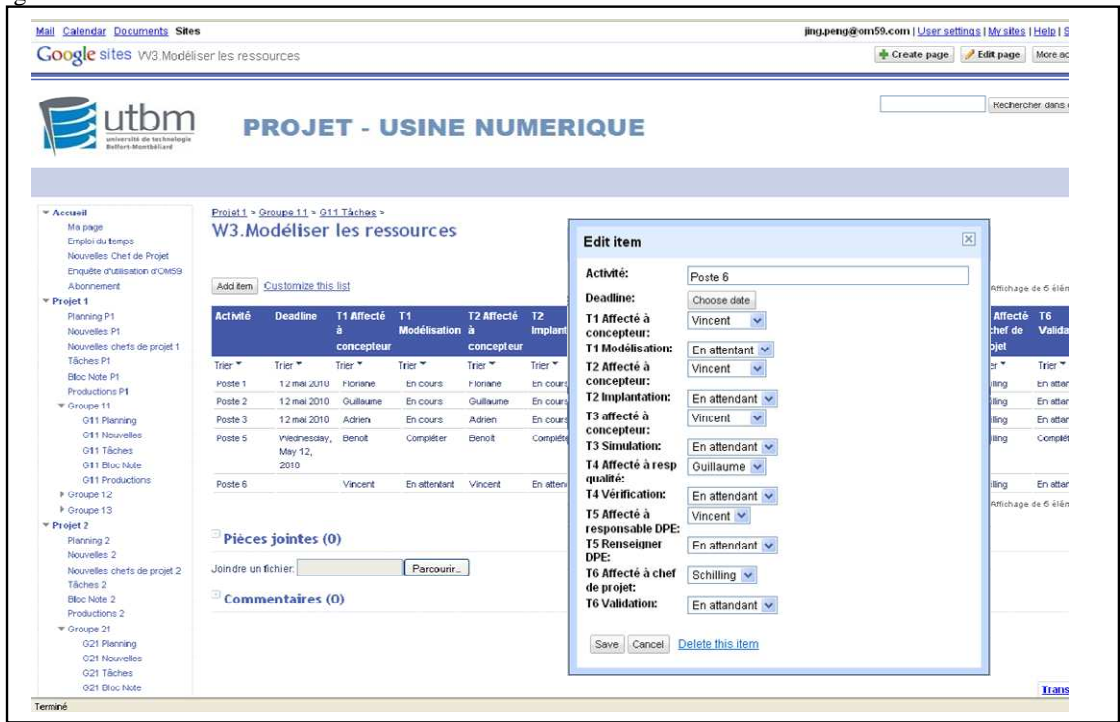 Mail Calendar Documents Sites
jing.peng@om59.com | User settings | My sites | Help | S
Google sites W3.Modéliser les ressources
Create page Edit page More ac
utbm
université de technologie
Belfort-Montbéliard
PROJET - USINE NUMERIQUE
Rechercher dans c
Accueil
Ma page
Emploi du temps
Nouvelles Chef de Projet
Enquête d'utilisation d'OM59
Abonnement
Projet 1
Planning P1
Nouvelles P1
Nouvelles chefs de projet 1
Tâches P1
Bloc Note P1
Productions P1
Groupe 11
G11 Planning
G11 Nouvelles
G11 Tâches
G11 Bloc Note
G11 Productions
Groupe 12
Groupe 13
Projet 2
Planning 2
Nouvelles 2
Nouvelles chefs de projet 2
Tâches 2
Bloc Note 2
Productions 2
Groupe 21
G21 Planning
G21 Nouvelles
G21 Tâches
G21 Bloc Note
Projet 1 > Groupe 11 > G11 Tâches >
W3.Modéliser les ressources
Add item Customize this list
Affichage de 5 élém
Activité Deadline T1 Affecté T1 T2 Affecté T2 Affecté T6
à Modélisation à Implant chef de Valida
concepteur concepteur ojet
Trier Trier Trier Trier Trier Trier er Trier
Poste 1 12 mai 2010 Floriane En cours Floriane En cours lling En atten
Poste 2 12 mai 2010 Guillaume En cours Guillaume En cours lling En atten
Poste 3 12 mai 2010 Adrien En cours Adrien En cours lling En atten
Poste 5 Wednesday, Benoît Compléter Benoît Compléte lling Complét
May 12,
2010
Poste 6 Vincent En attentant Vincent En atten lling En atten
Affichage de 5 élém
Pièces jointes (0)
Joindre un fichier: Parcourir...
Commentaires (0)
Edit item
Activité: Poste 6
Deadline: Choose date
T1 Affecté à Vincent
concepteur:
T1 Modélisation: En attentant
T2 Affecté à Vincent
concepteur:
T2 Implantation: En attendant
T3 affecté à Vincent
concepteur:
T3 Simulation: En attendant
T4 Affecté à resp Guillaume
qualité:
T4 Vérification: En attendant
T5 Affecté à Vincent
responsable DPE:
T5 Renseigner En attendant
DPE:
T6 Affecté à chef Schilling
de projet:
T6 Validation: En attandant
Save Cancel Delete this item
Trans
Terminé